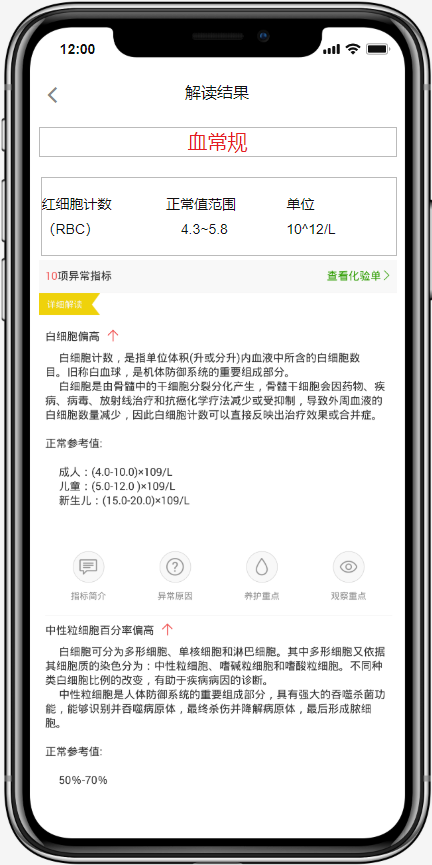 12:00
解读结果
血常规
红细胞计数 正常值范围 单位
（RBC） 4.3~5.8 10^12/L
10项异常指标 查看化验单
详细解读
白细胞偏高
白细胞计数，是指单位体积(升或分升)内血液中所含的白细胞数
目。旧称白血球，是机体防御系统的重要组成部分。
白细胞是由骨髓中的干细胞分裂分化产生，骨髓干细胞会因药物、疾
病、病毒、放射线治疗和抗癌化学疗法减少或受抑制，导致外周血液的
白细胞数量减少，因此白细胞计数可以直接反映出治疗效果或合并症。
正常参考值:
成人：(4.0-10.0)×109/L
儿童：(5.0-12.0 )×109/L
新生儿：(15.0-20.0)×109/L
指标简介 异常原因 养护重点 观察重点
中性粒细胞百分率偏高
白细胞可分为多形细胞、单核细胞和淋巴细胞。其中多形细胞又依据
其细胞质的染色分为：中性粒细胞、嗜碱粒细胞和嗜酸粒细胞。不同种
类白细胞比例的改变，有助于疾病病因的诊断。
中性粒细胞是人体防御系统的重要组成部分，具有强大的吞噬杀菌功
能，能够识别并吞噬病原体，最终杀伤并降解病原体，最后形成脓细
胞。
正常参考值:
50%-70%